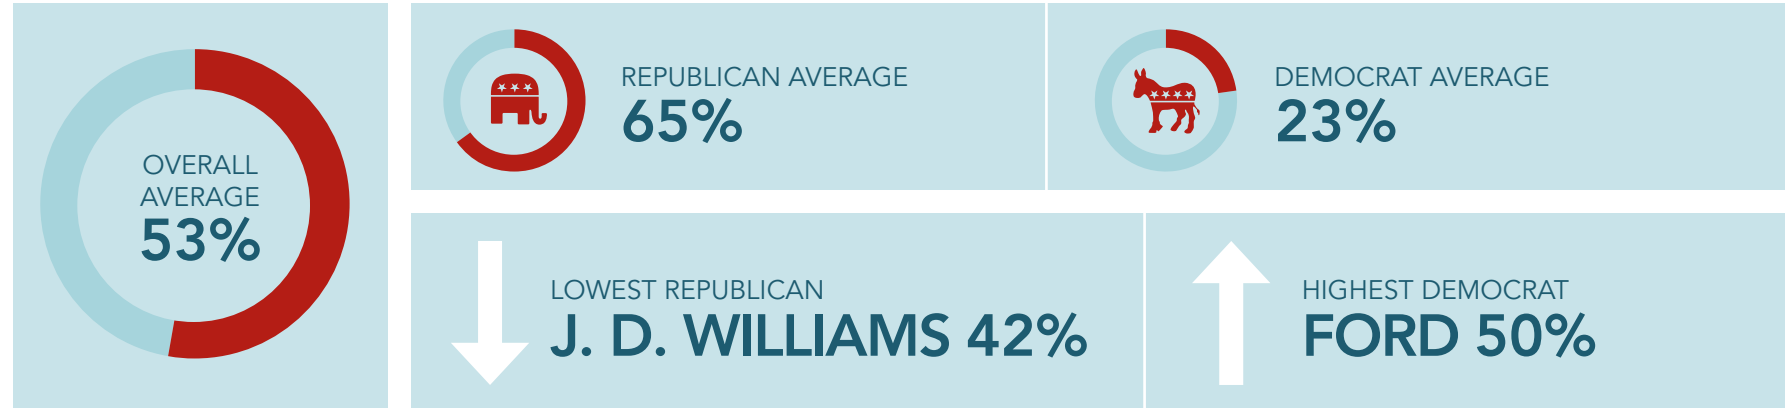 OVERALL
AVERAGE
53%
REPUBLICAN AVERAGE
65%
DEMOCRAT AVERAGE
23%
LOWEST REPUBLICAN
J. D. WILLIAMS 42%
HIGHEST DEMOCRAT
FORD 50%